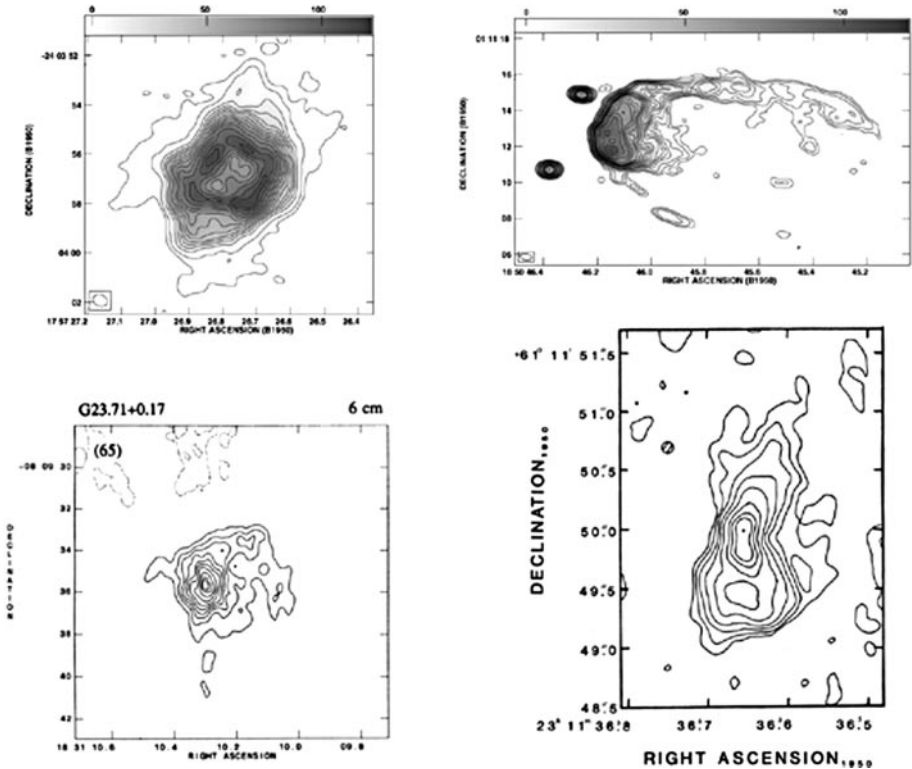 0 50 100
-24 03 52
54
56
58
04 00
02
DECLINATION (B1950)
17 57 27.2 27.1 27.0 26.9 26.8 26.7 26.6 26.5 26.4
RIGHT ASCENSION (B1950)
0 50 100
01 11 18
16
14
12
10
08
06
DECLINATION (B1950)
18 50 46.4 46.2 46.0 45.8 45.6 45.4 45.2
RIGHT ASCENSION (B1950)
G23.71+0.17 6 cm
(65)
-08 09 30
34
36
38
40
42
DECLINATION
18 31 10.6 10.4 10.2 10.0 09.8
RIGHT ASCENSION
+61° 11' 51".5
51".0
50".5
50".0
49".5
49".0
48".5
DECLINATION₁₉₅₀
23ʰ 11ᵐ 36ˢ.8 36ˢ.7 36ˢ.6 36ˢ.5
RIGHT ASCENSION₁₉₅₀